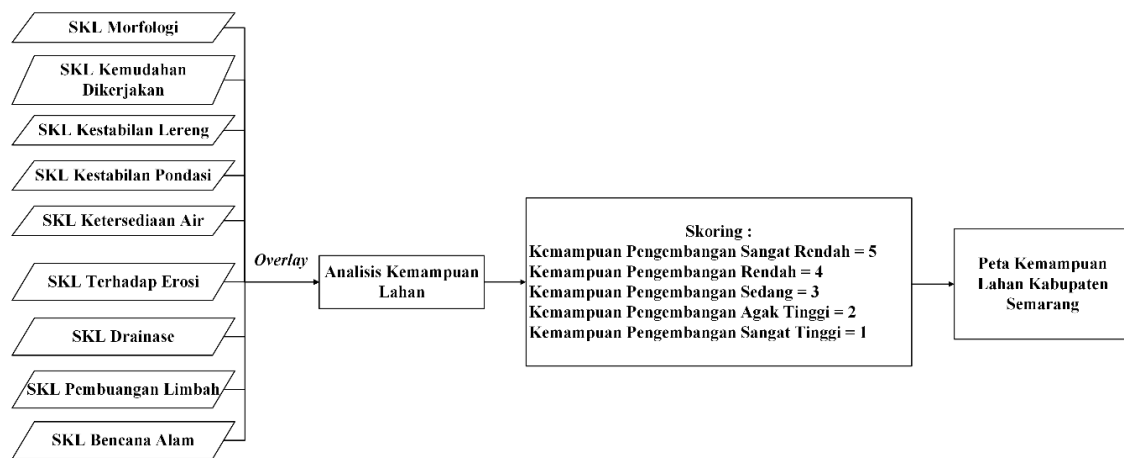 SKL Morfologi
SKL Kemudahan
Dikerjakan
SKL Kestabilan Lereng
SKL Kestabilan Pondasi
SKL Ketersediaan Air
SKL Terhadap Erosi
SKL Drainase
SKL Pembuangan Limbah
SKL Bencana Alam
Overlay
Analisis Kemampuan
Lahan
Skoring :
Kemampuan Pengembangan Sangat Rendah = 5
Kemampuan Pengembangan Rendah = 4
Kemampuan Pengembangan Sedang = 3
Kemampuan Pengembangan Agak Tinggi = 2
Kemampuan Pengembangan Sangat Tinggi = 1
Peta Kemampuan
Lahan Kabupaten
Semarang